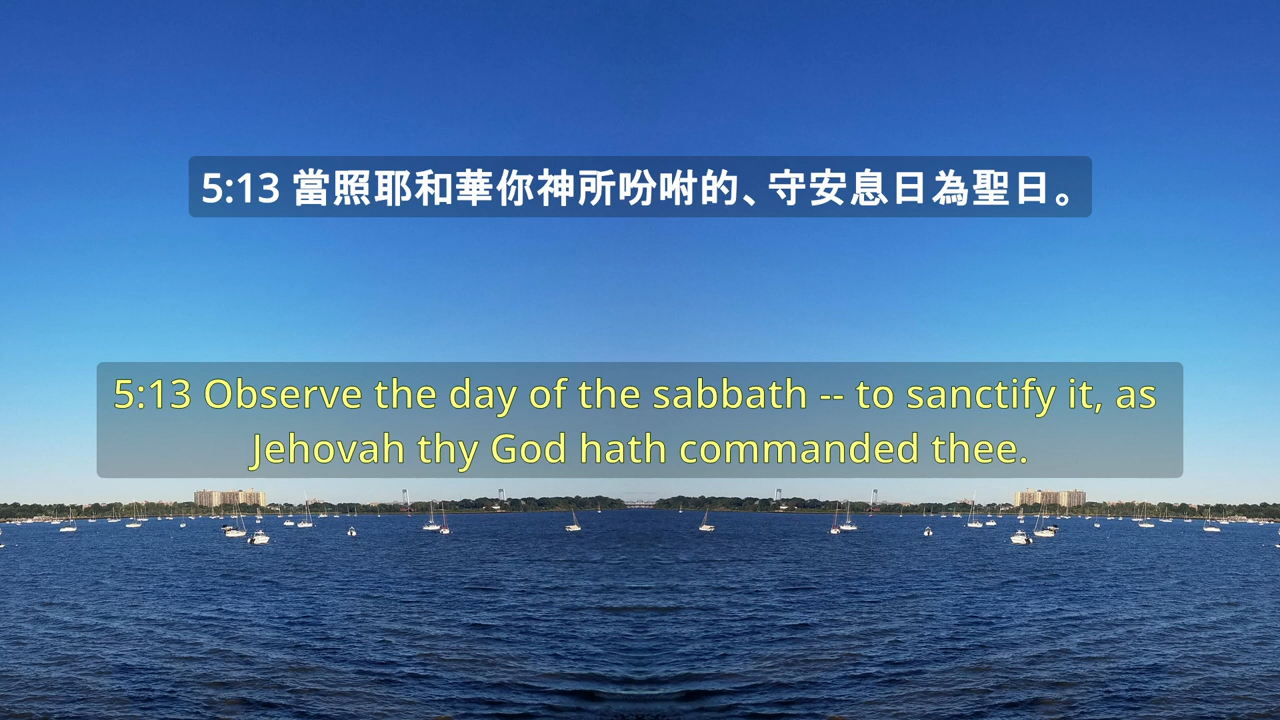 5:13 當照耶和華你神所吩咐的、守安息日為聖日。
5:13 Observe the day of the sabbath -- to sanctify it, as
Jehovah thy God hath commanded thee.